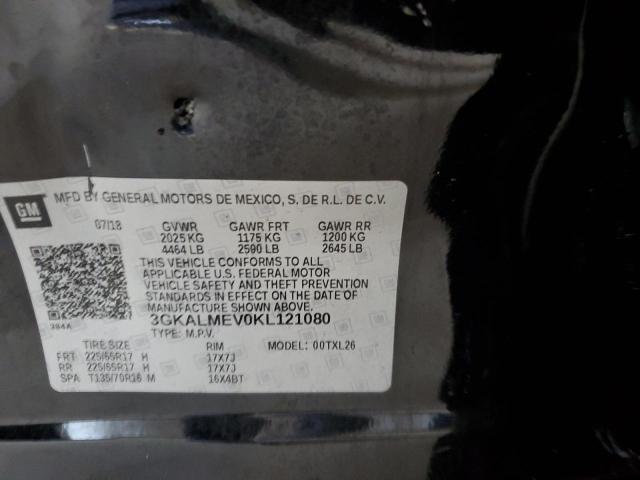 GM
MFD BY GENERAL MOTORS DE MEXICO, S. DE R.L. DE C.V.
07/18 GVWR GAWR FRT GAWR RR
2025 KG 1175 KG 1200 KG
4464 LB 2590 LB 2645 LB
THIS VEHICLE CONFORMS TO ALL
APPLICABLE U.S. FEDERAL MOTOR
VEHICLE SAFETY AND THEFT PREVENTION
STANDARDS IN EFFECT ON THE DATE OF
MANUFACTURE SHOWN ABOVE.
394X 3GKALMEV0KL121080
TYPE: M.P.V.
TIRE SIZE RIM MODEL: 00TXL26
FRT 225/65R17 H 17X7J
RR 225/65R17 H 17X7J
SPA T135/70R16 M 16X4BT